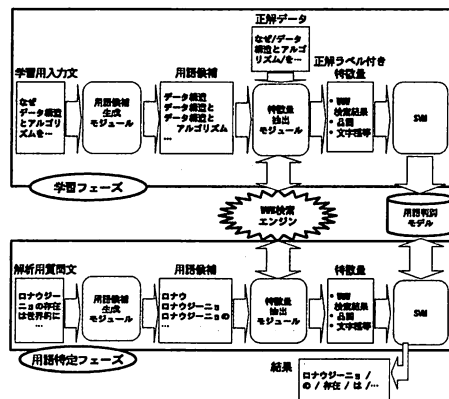 正解データ
なぜ/データ
構造とアルゴ
リズム/を…
学習用入力文
なぜ
データ構造
とアルゴリ
ズムを…
用語候補
生成
モジュール
用語候補
データ構造
データ構造と
データ構造と
アルゴリズム
…
特徴量
抽出
モジュール
正解ラベル付き
特徴量
・WWW
検索結果
・品詞
・文字種等
SVM
学習フェーズ
WWW検索
エンジン
用語判別
モデル
解析用質問文
ロナウジー
ニョの存在
は世界的に
…
用語候補
生成
モジュール
用語候補
ロナウ
ロナウジーニョ
ロナウジーニョの
…
特徴量
抽出
モジュール
特徴量
・WWW
検索結果
・品詞
・文字種等
SVM
用語特定フェーズ
結果
ロナウジーニョ /
の / 存在 / は /…